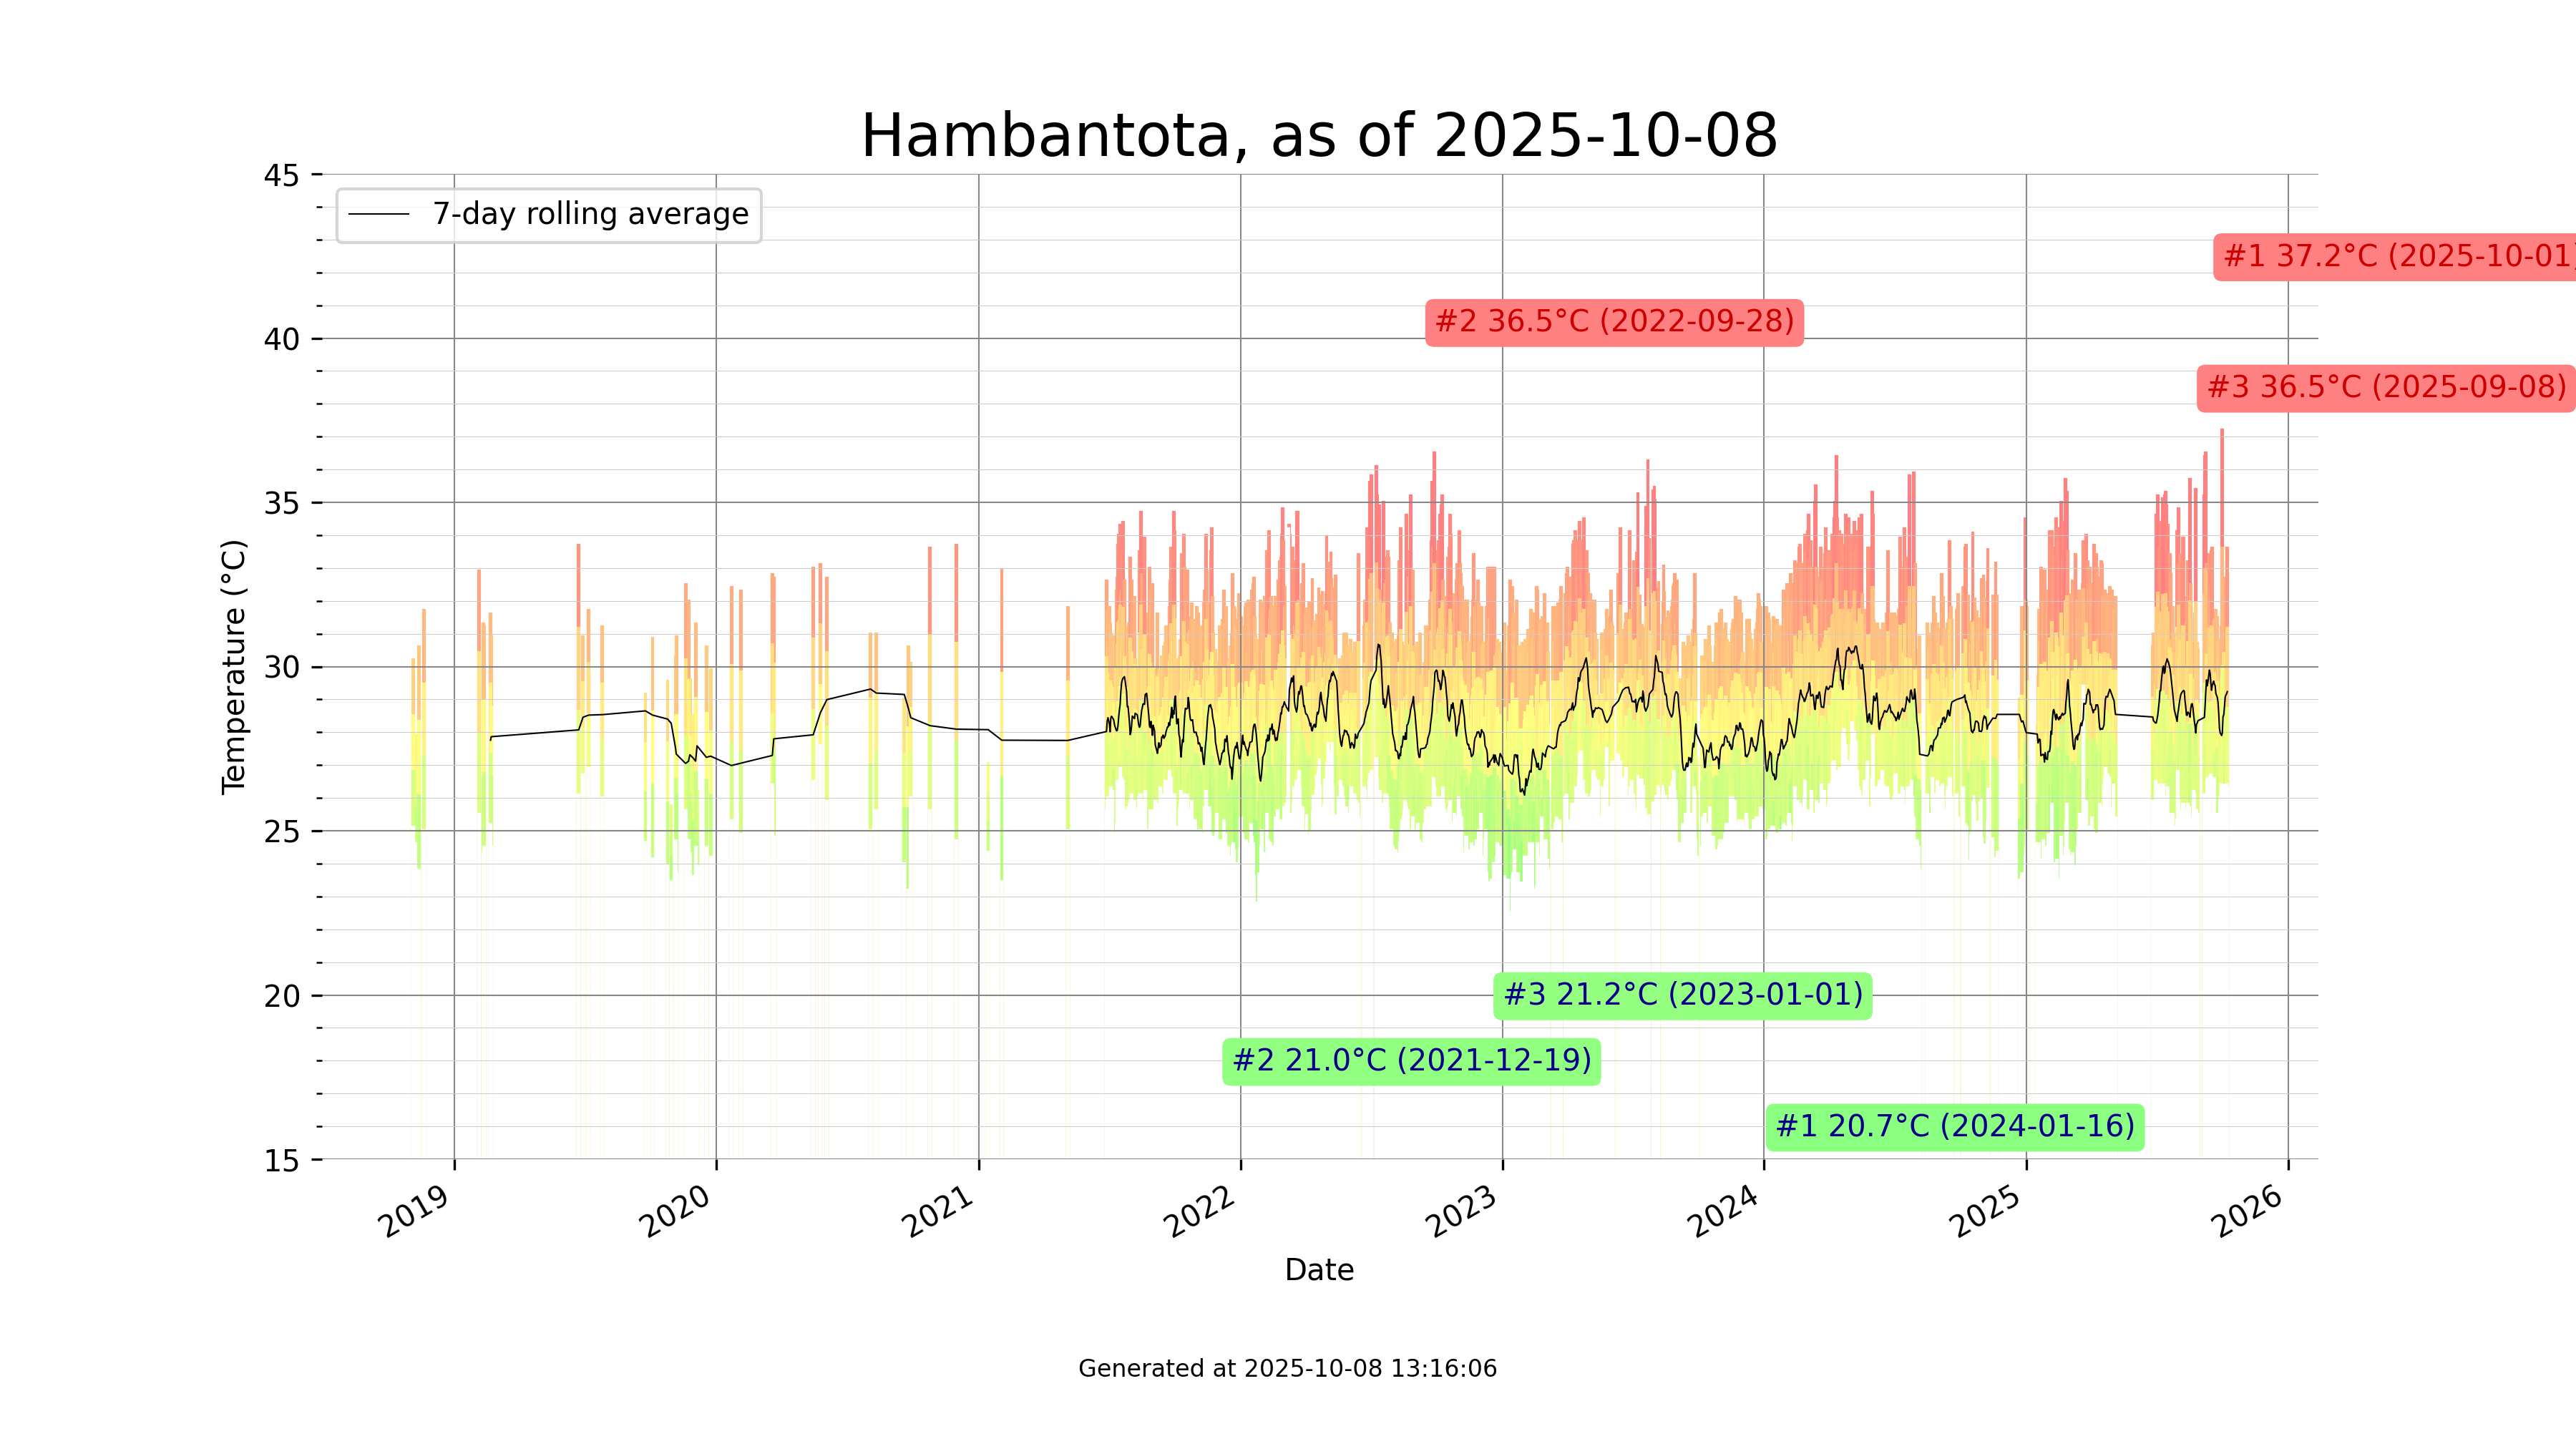 Hambantota, as of 2025-10-08
45
7-day rolling average
#1 37.2°C (2025-10-01)
#2 36.5°C (2022-09-28)
40
#3 36.5°C (2025-09-08)
35
30
Temperature (°C)
25
20
#3 21.2°C (2023-01-01)
#2 21.0°C (2021-12-19)
#1 20.7°C (2024-01-16)
15
2019 2020 2021 2022 2023 2024 2025 2026
Date
Generated at 2025-10-08 13:16:06